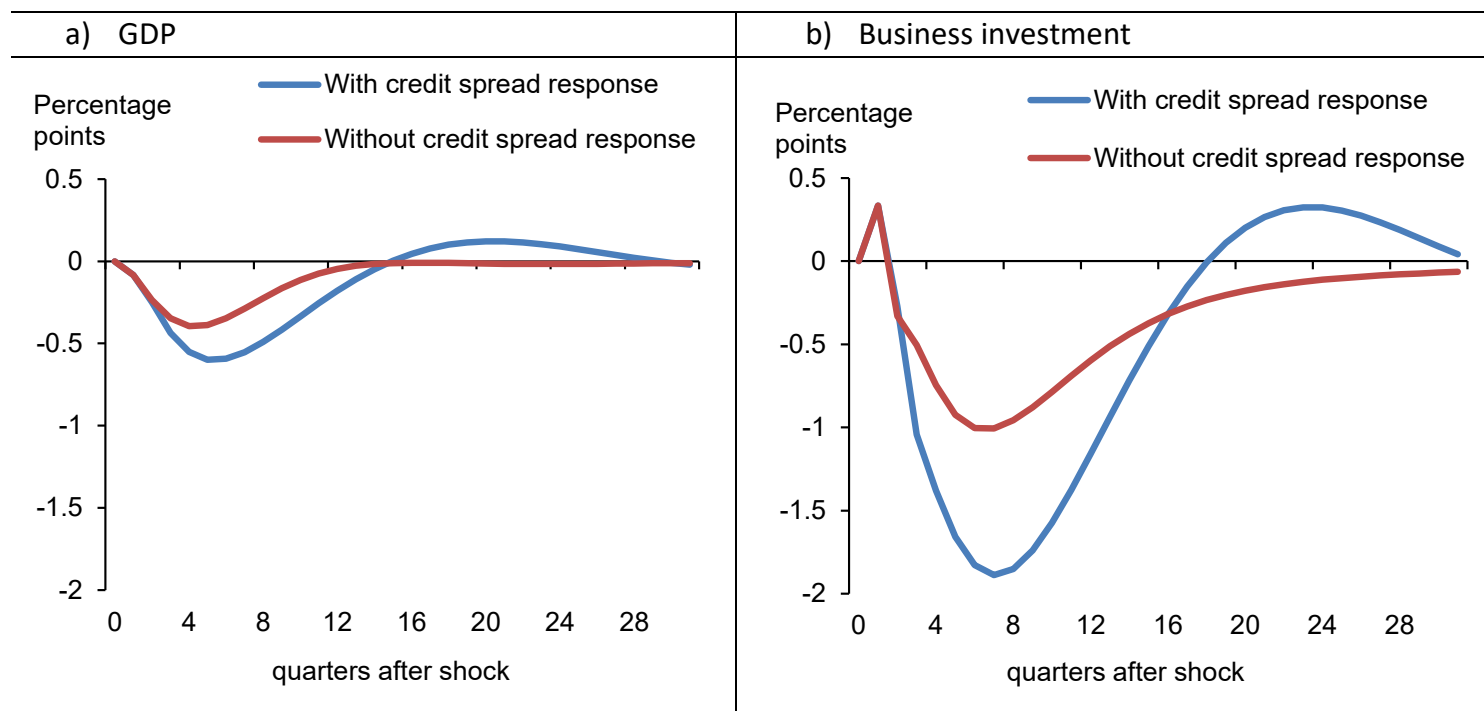 a) GDP
With credit spread response
Without credit spread response
Percentage
points
0.5
0
-0.5
-1
-1.5
-2
0 4 8 12 16 20 24 28
quarters after shock
b) Business investment
With credit spread response
Without credit spread response
Percentage
points
0.5
0
-0.5
-1
-1.5
-2
0 4 8 12 16 20 24 28
quarters after shock